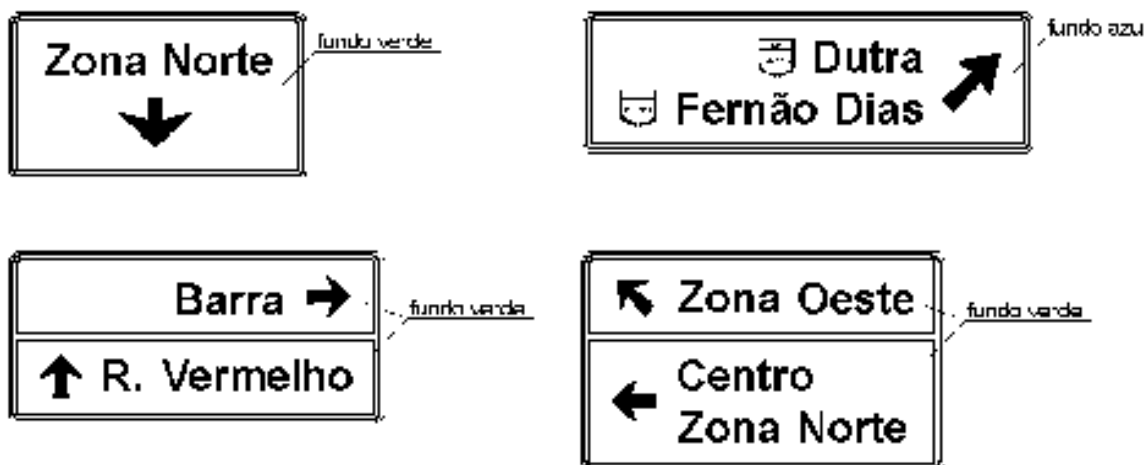 Zona Norte
fundo verde
Dutra
Fernão Dias
fundo azu
Barra
R. Vermelho
fundo verde
Zona Oeste
Centro
Zona Norte
fundo verde